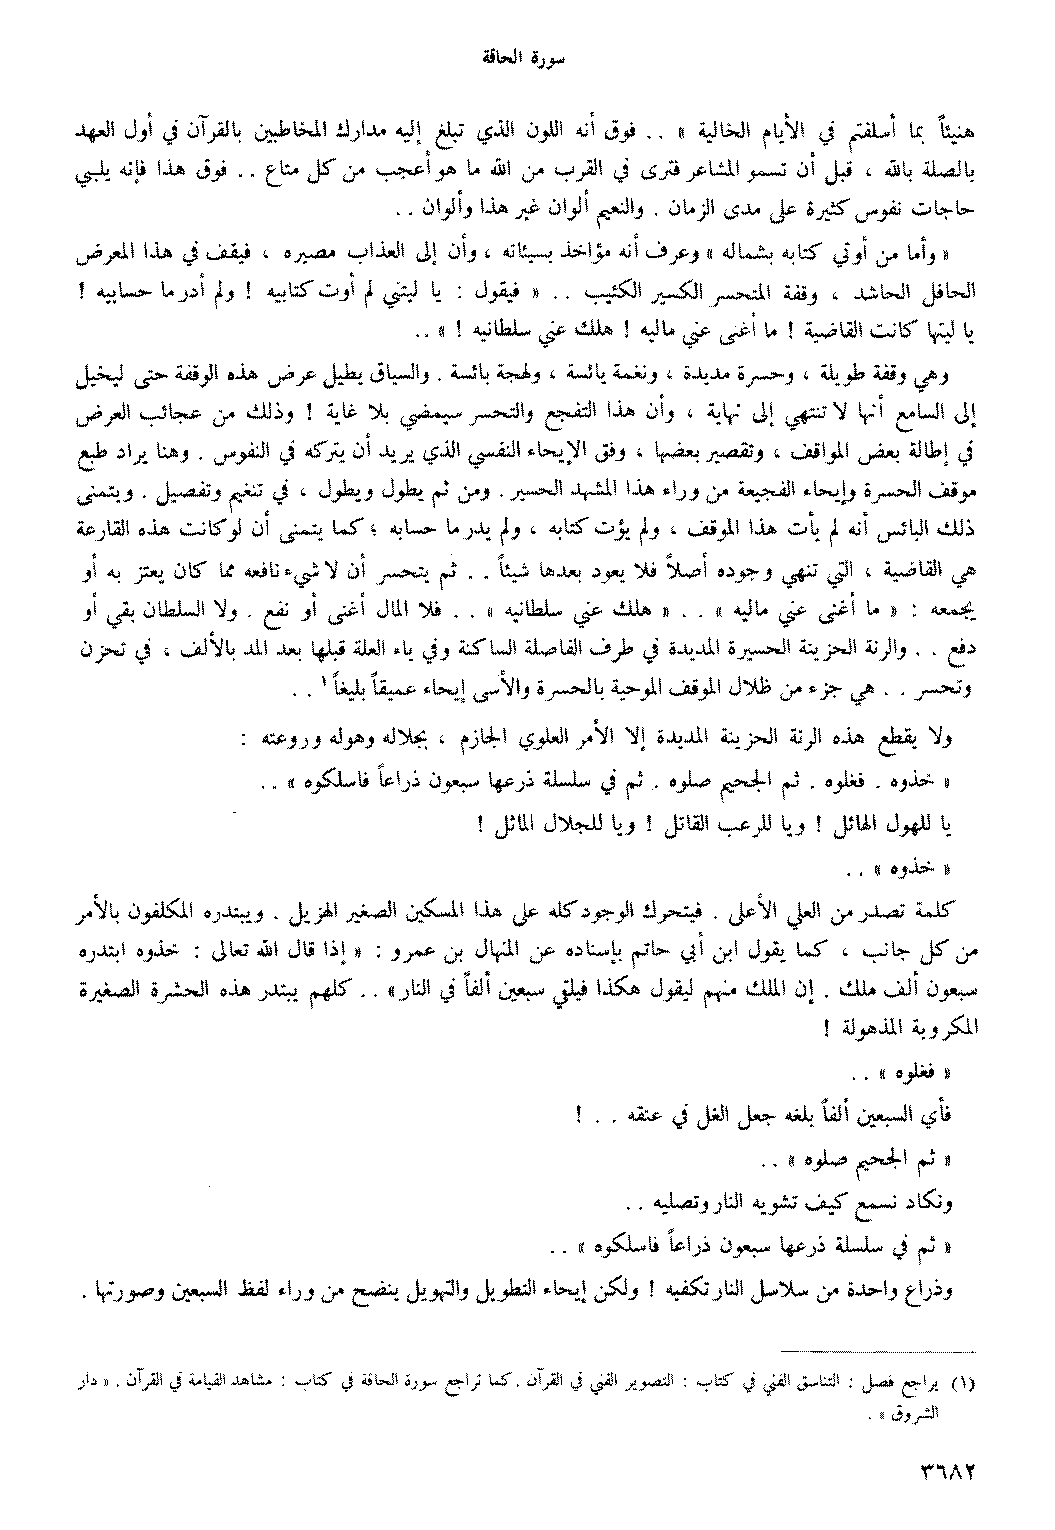 سورة الحاقة
هنيئاً بما أسلفتم في الأيام الخالية » .. فوق أنه اللون الذي تبلغ إليه مدارك المخاطبين بالقرآن في أول العهد
بالصلة بالله ، قبل أن تسمو المشاعر فترى في القرب من الله ما هو أعجب من كل متاع .. فوق هذا فإنه يلبي
حاجات نفوس كثيرة على مدى الزمان . والنعيم ألوان غير هذا وألوان ..
« وأما من أوتي كتابه بشماله » وعرف أنه مؤاخذ بسيئاته ، وأن إلى العذاب مصيره ، فيقف في هذا المعرض
الحافل الحاشد ، وقفة المتحسر الكسير الكئيب .. « فيقول : يا ليتني لم أوت كتابيه ! ولم أدر ما حسابيه !
يا ليتها كانت القاضية ! ما أغنى عني ماليه ! هلك عني سلطانيه ! » ..
وهي وقفة طويلة ، وحسرة مديدة ، ونغمة يائسة ، ولهجة بائسة . والسياق يطيل عرض هذه الوقفة حتى ليخيل
إلى السامع أنها لا تنتهي إلى نهاية ، وأن هذا التفجع والتحسر سيمضي بلا غاية ! وذلك من عجائب العرض
في إطالة بعض المواقف ، وتقصير بعضها ، وفق الإيحاء النفسي الذي يريد أن يتركه في النفوس . وهنا يراد طبع
موقف الحسرة وإيحاء الفجيعة من وراء هذا المشهد الحسير . ومن ثم يطول ويطول ، في تنغيم وتفصيل . ويتمنى
ذلك البائس أنه لم يأت هذا الموقف ، ولم يؤت كتابه ، ولم يدر ما حسابه ؛ كما يتمنى أن لو كانت هذه القارعة
هي القاضية ، التي تنهي وجوده أصلاً فلا يعود بعدها شيئاً .. ثم يتحسر أن لا شيء نافعه مما كان يعتز به أو
يجمعه : « ما أغنى عني ماليه » .. « هلك عني سلطانيه » .. فلا المال أغنى أو نفع . ولا السلطان بقي أو
دفع .. والرنة الحزينة الحسيرة المديدة في طرف الفاصلة الساكنة وفي ياء العلة قبلها بعد المد بالألف ، في تحزن
وتحسر .. هي جزء من ظلال الموقف الموحية بالحسرة والأسى إيحاء عميقاً بليغاً ١ ..
ولا يقطع هذه الرنة الحزينة المديدة إلا الأمر العلوي الجازم ، بجلاله وهوله وروعته :
« خذوه . فغلوه . ثم الجحيم صلوه . ثم في سلسلة ذرعها سبعون ذراعاً فاسلكوه » ..
يا للهول الهائل ! ويا للرعب القاتل ! ويا للجلال الماثل !
« خذوه » ..
كلمة تصدر من العلي الأعلى . فيتحرك الوجود كله على هذا المسكين الصغير الهزيل . ويبتدره المكلفون بالأمر
من كل جانب ، كما يقول ابن أبي حاتم بإسناده عن المنهال بن عمرو : « إذا قال الله تعالى : خذوه ابتدره
سبعون ألف ملك . إن الملك منهم ليقول هكذا فيلقي سبعين ألفاً في النار » .. كلهم يبتدر هذه الحشرة الصغيرة
المكروبة المذهولة !
« فغلوه » ..
فأي السبعين ألفاً بلغه جعل الغل في عنقه .. !
« ثم الجحيم صلوه » ..
ونكاد نسمع كيف تشويه النار وتصليه ..
« ثم في سلسلة ذرعها سبعون ذراعاً فاسلكوه » ..
وذراع واحدة من سلاسل النار تكفيه ! ولكن إيحاء التطويل والتهويل ينضح من وراء لفظ السبعين وصورتها .
(١) يراجع فصل : التناسق الفني في كتاب : التصوير الفني في القرآن . كما تراجع سورة الحاقة في كتاب : مشاهد القيامة في القرآن . « دار
الشروق » .
٣٦٨٢